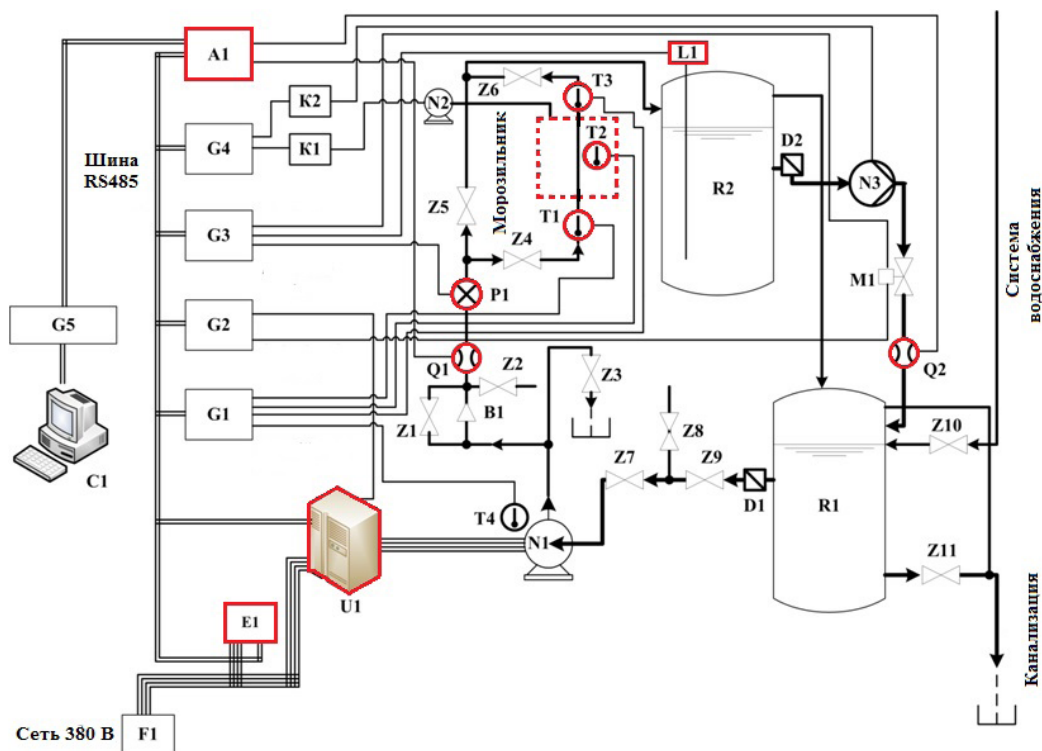 A1
L1
K2
Z6
T3
N2
T2
G4
K1
Шина
RS485
D2
R2
N3
Z5
Морозильник
T1
G3
Z4
Система
водоснабжения
M1
P1
G5
G2
Q1
Z2
Z3
Q2
G1
Z1
B1
Z8
Z10
C1
Z7
Z9
D1
R1
T4
N1
Z11
U1
E1
Канализация
Сеть 380 В
F1